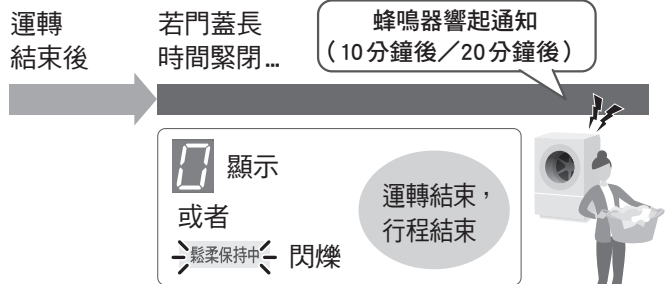 運轉
結束後
若門蓋長
時間緊閉…
蜂鳴器響起通知
（10分鐘後／20分鐘後）
0 顯示
或者
鬆柔保持中 閃爍
運轉結束，
行程結束